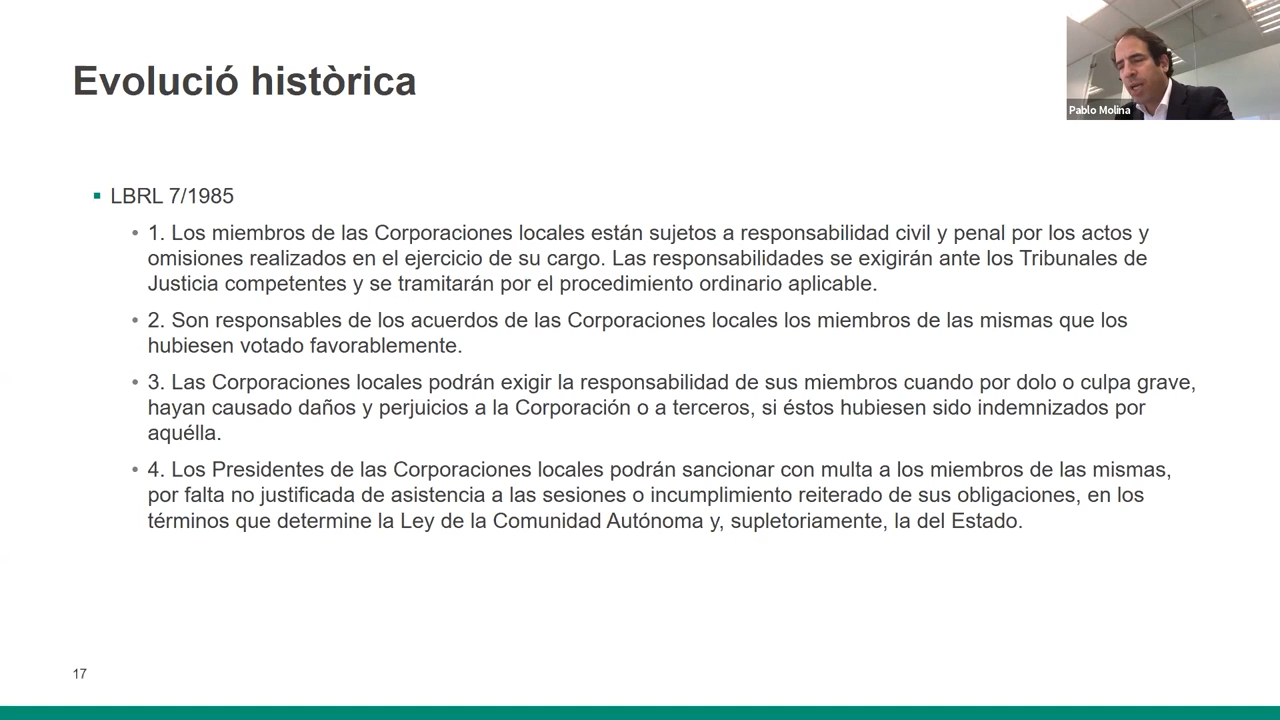 Evolució històrica
Pablo Molina
▪ LBRL 7/1985
• 1. Los miembros de las Corporaciones locales están sujetos a responsabilidad civil y penal por los actos y
omisiones realizados en el ejercicio de su cargo. Las responsabilidades se exigirán ante los Tribunales de
Justicia competentes y se tramitarán por el procedimiento ordinario aplicable.
• 2. Son responsables de los acuerdos de las Corporaciones locales los miembros de las mismas que los
hubiesen votado favorablemente.
• 3. Las Corporaciones locales podrán exigir la responsabilidad de sus miembros cuando por dolo o culpa grave,
hayan causado daños y perjuicios a la Corporación o a terceros, si éstos hubiesen sido indemnizados por
aquélla.
• 4. Los Presidentes de las Corporaciones locales podrán sancionar con multa a los miembros de las mismas,
por falta no justificada de asistencia a las sesiones o incumplimiento reiterado de sus obligaciones, en los
términos que determine la Ley de la Comunidad Autónoma y, supletoriamente, la del Estado.
17